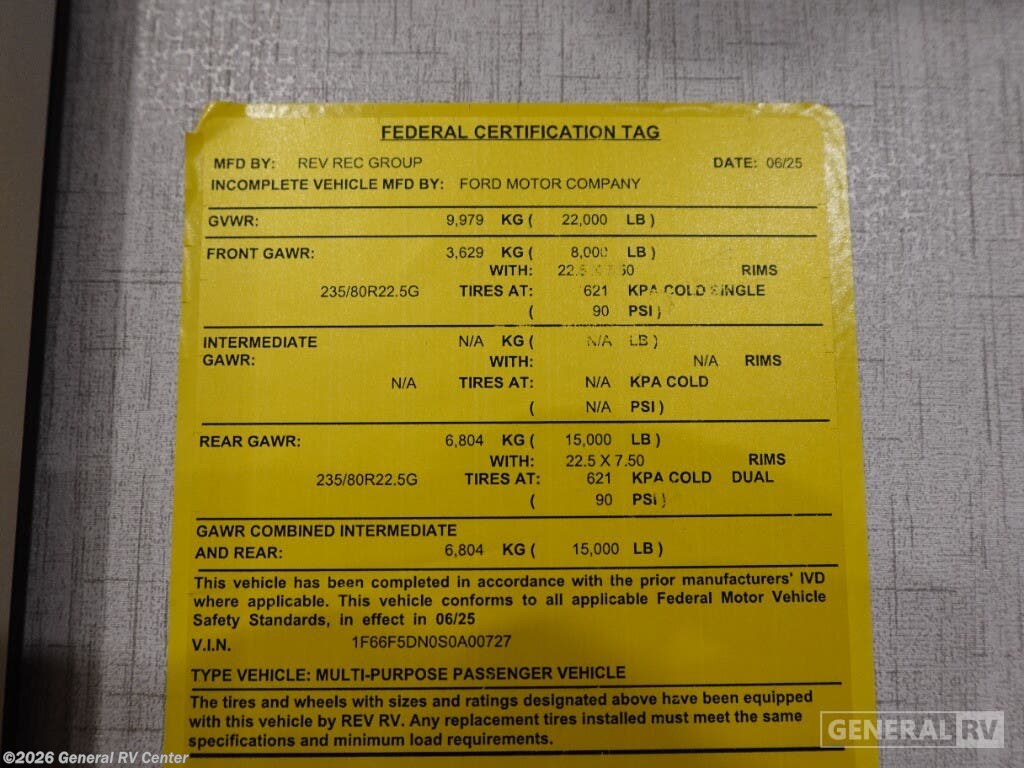 FEDERAL CERTIFICATION TAG
MFD BY: REV REC GROUP DATE: 06/25
INCOMPLETE VEHICLE MFD BY: FORD MOTOR COMPANY
GVWR: 9,979 KG ( 22,000 LB )
FRONT GAWR: 3,629 KG ( 8,000 LB )
WITH: 22.5 X 7.50 RIMS
235/80R22.5G TIRES AT: 621 KPA COLD SINGLE
( 90 PSI )
INTERMEDIATE N/A KG ( N/A LB )
GAWR: WITH: N/A RIMS
N/A TIRES AT: N/A KPA COLD
( N/A PSI )
REAR GAWR: 6,804 KG ( 15,000 LB )
WITH: 22.5 X 7.50 RIMS
235/80R22.5G TIRES AT: 621 KPA COLD DUAL
( 90 PSI )
GAWR COMBINED INTERMEDIATE
AND REAR: 6,804 KG ( 15,000 LB )
This vehicle has been completed in accordance with the prior manufacturers' IVD
where applicable. This vehicle conforms to all applicable Federal Motor Vehicle
Safety Standards, in effect in 06/25
V.I.N. 1F66F5DN0S0A00727
TYPE VEHICLE: MULTI-PURPOSE PASSENGER VEHICLE
The tires and wheels with sizes and ratings designated above have been equipped
with this vehicle by REV RV. Any replacement tires installed must meet the same
specifications and minimum load requirements.
GENERAL RV
©2026 General RV Center